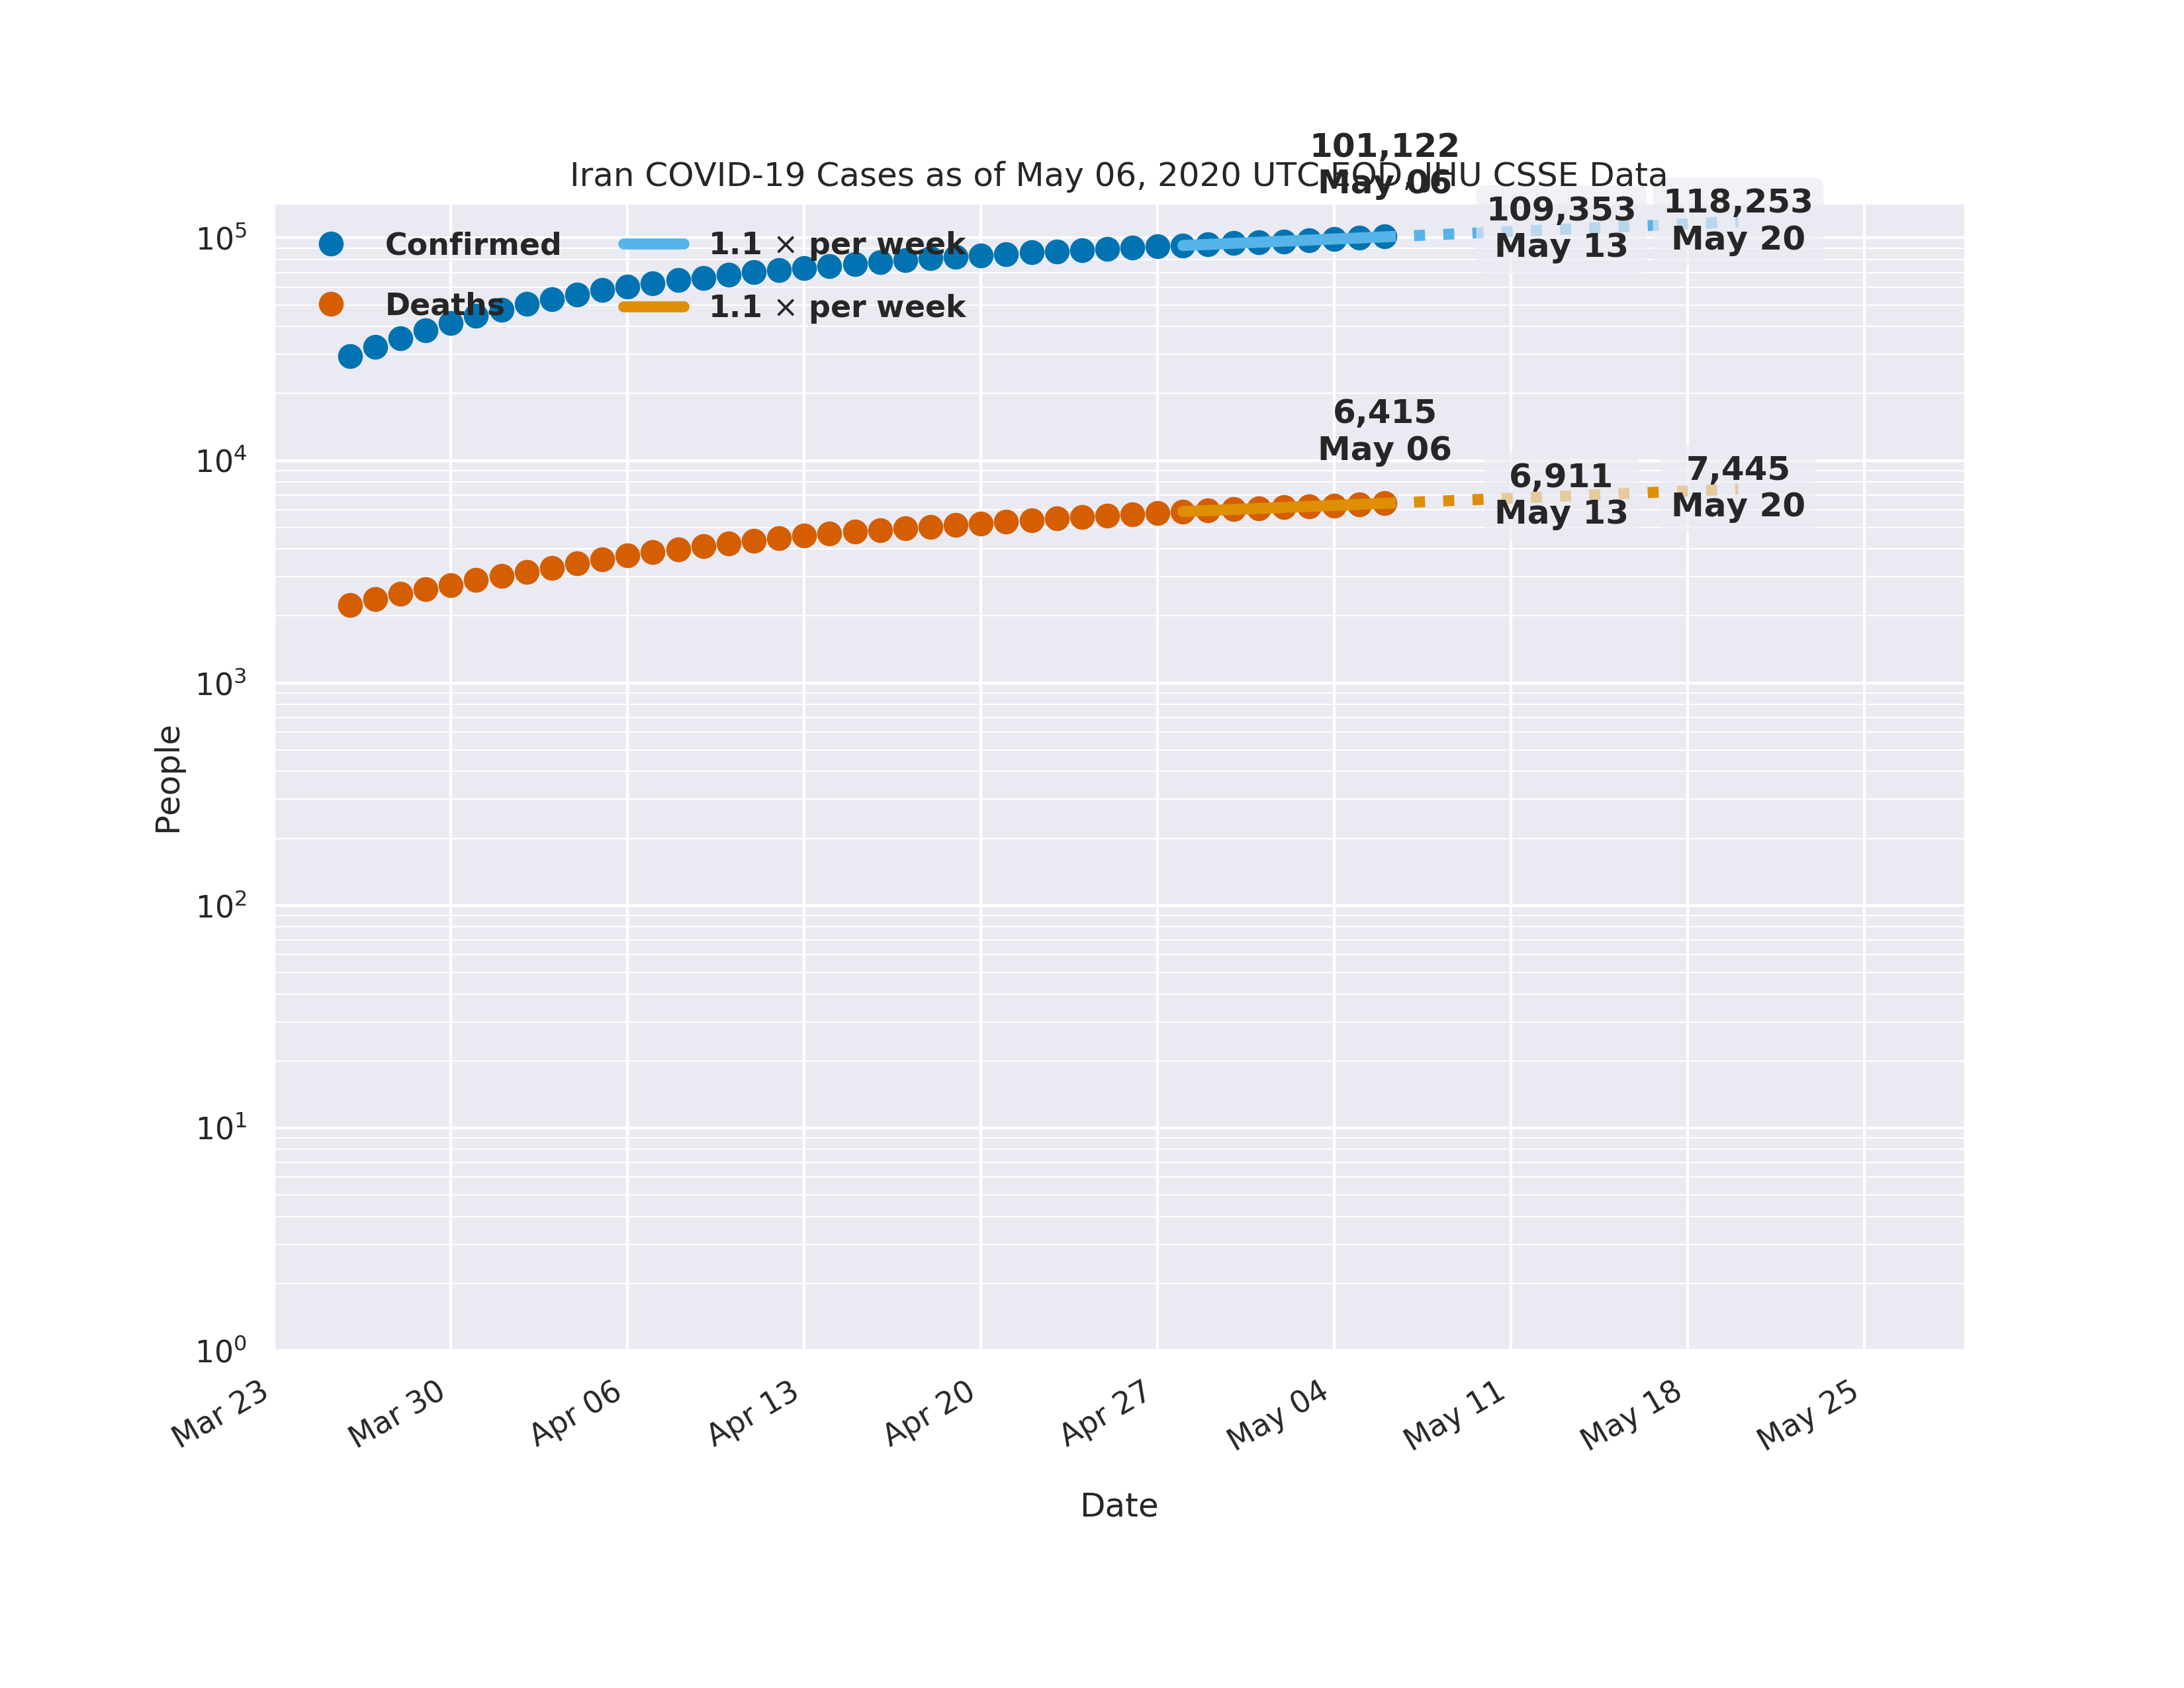 101,122
May 06
Iran COVID-19 Cases as of May 06, 2020 UTC EOD, JHU CSSE Data
109,353
May 13
118,253
May 20
Confirmed
1.1 × per week
Deaths
1.1 × per week
6,415
May 06
6,911
May 13
7,445
May 20
10⁵
10⁴
10³
10²
10¹
10⁰
People
Mar 23
Mar 30
Apr 06
Apr 13
Apr 20
Apr 27
May 04
May 11
May 18
May 25
Date